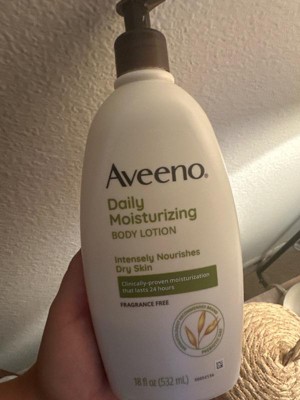 Aveeno®
Daily
Moisturizing
BODY LOTION
Intensely Nourishes
Dry Skin
Clinically-proven moisturization
that lasts 24 hours
FRAGRANCE FREE
18 fl oz (532 mL)